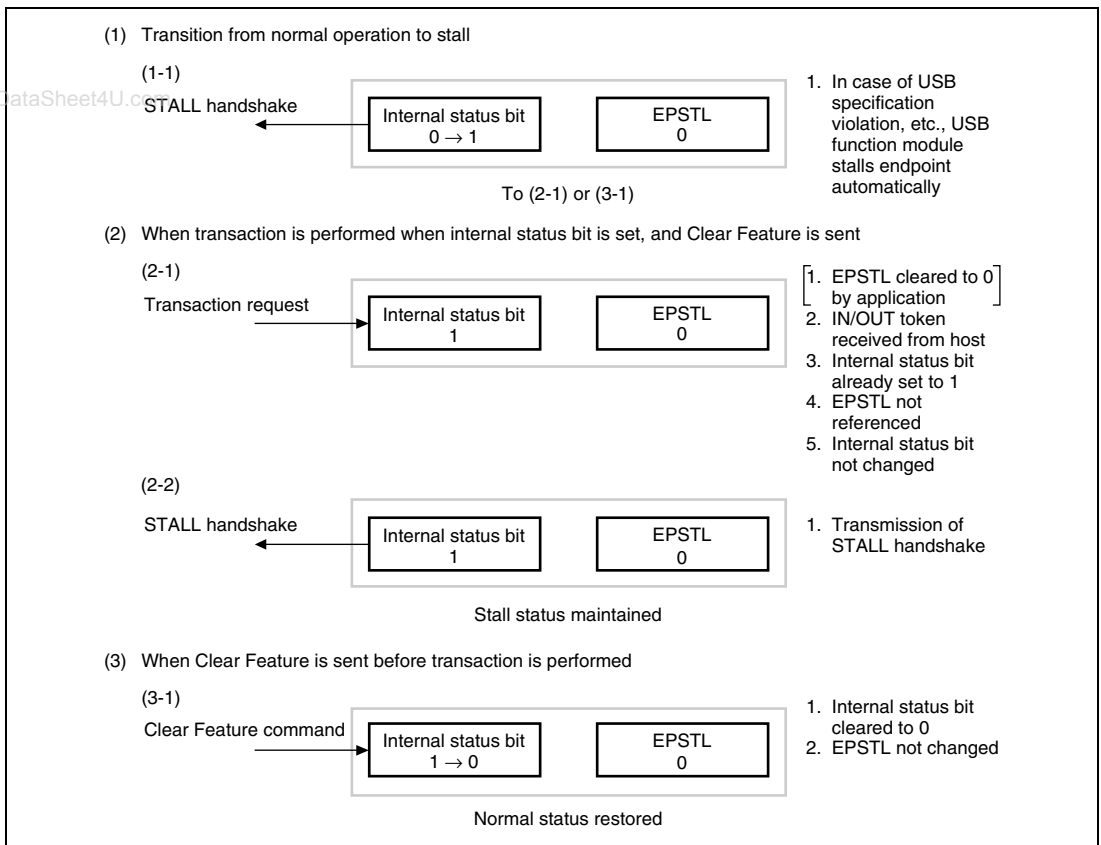 (1) Transition from normal operation to stall
(1-1)
DataSheet4U.com
STALL handshake
Internal status bit
0 → 1
EPSTL
0
1. In case of USB
specification
violation, etc., USB
function module
stalls endpoint
automatically
To (2-1) or (3-1)
(2) When transaction is performed when internal status bit is set, and Clear Feature is sent
(2-1)
Transaction request
Internal status bit
1
EPSTL
0
1. EPSTL cleared to 0
by application
2. IN/OUT token
received from host
3. Internal status bit
already set to 1
4. EPSTL not
referenced
5. Internal status bit
not changed
(2-2)
STALL handshake
Internal status bit
1
EPSTL
0
1. Transmission of
STALL handshake
Stall status maintained
(3) When Clear Feature is sent before transaction is performed
(3-1)
Clear Feature command
Internal status bit
1 → 0
EPSTL
0
1. Internal status bit
cleared to 0
2. EPSTL not changed
Normal status restored